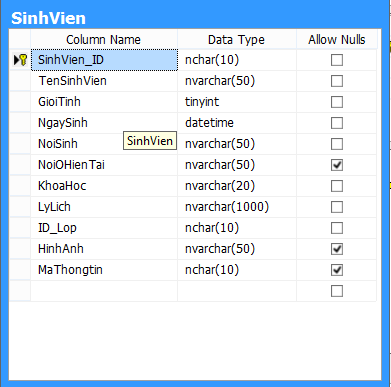 SinhVien
Column Name Data Type Allow Nulls
SinhVien_ID nchar(10)
TenSinhVien nvarchar(50)
GioiTinh tinyint
NgaySinh datetime
NoiSinh SinhVien nvarchar(50)
NoiOHienTai nvarchar(50)
KhoaHoc nvarchar(20)
LyLich nvarchar(1000)
ID_Lop nchar(10)
HinhAnh nvarchar(50)
MaThongtin nchar(10)